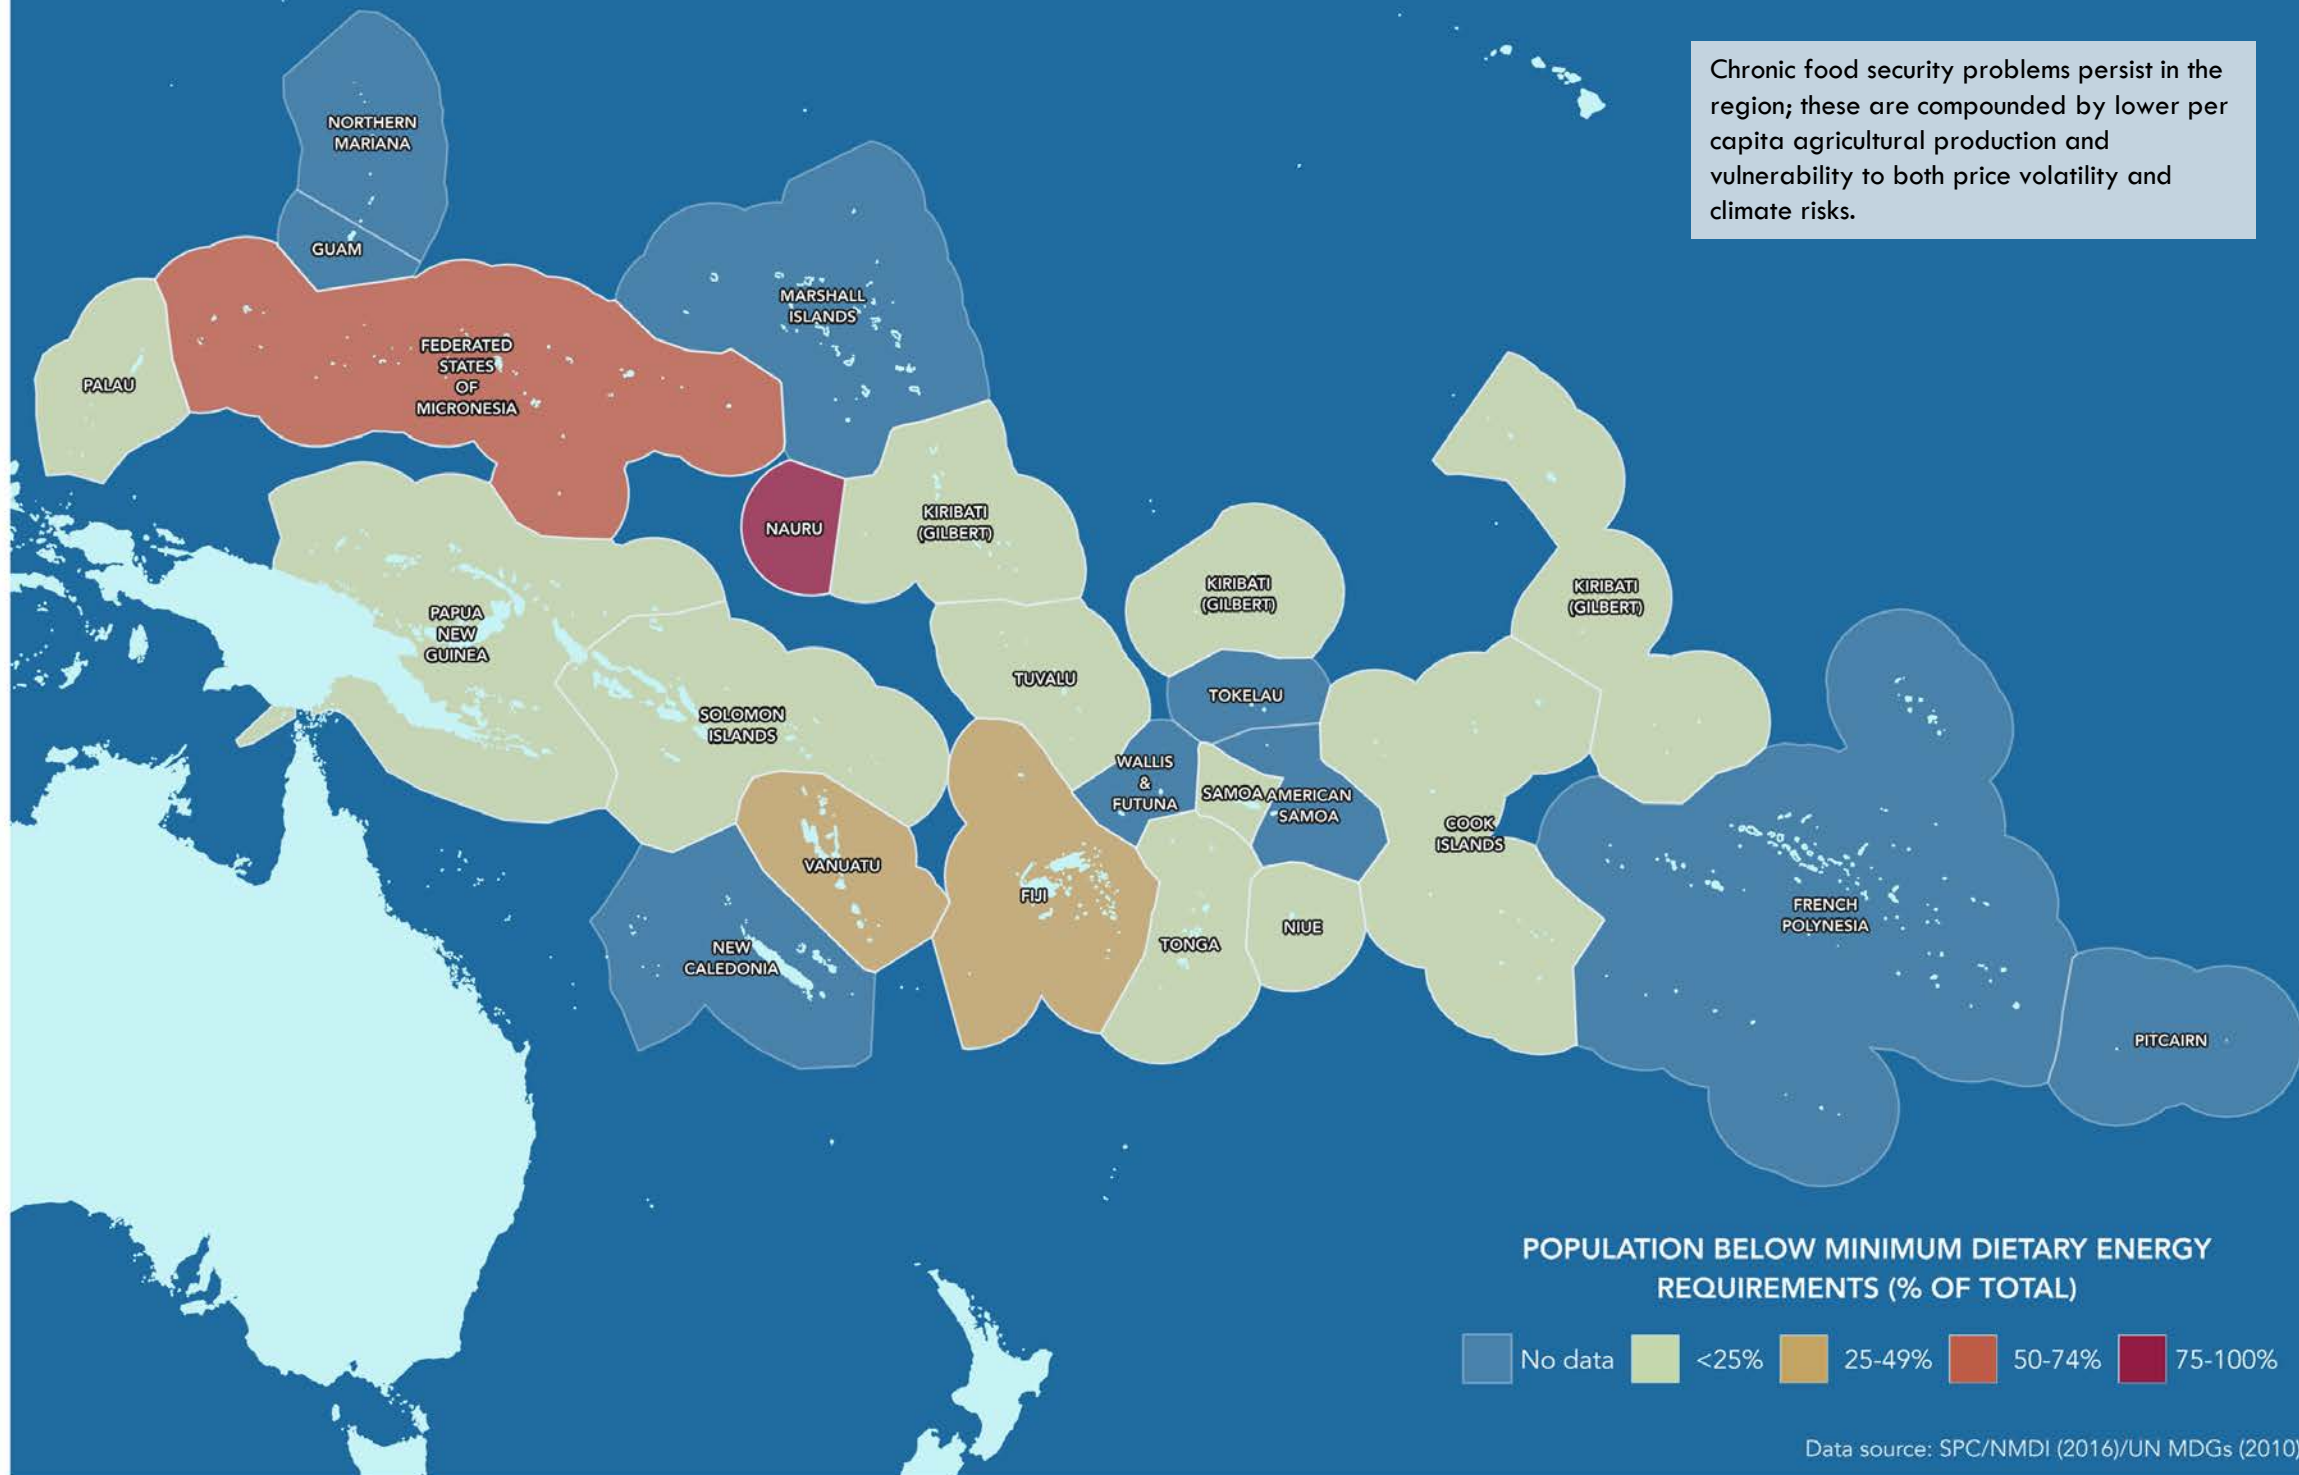 Chronic food security problems persist in the
region; these are compounded by lower per
capita agricultural production and
vulnerability to both price volatility and
climate risks.
NORTHERN
MARIANA
GUAM
MARSHALL
ISLANDS
FEDERATED
STATES
OF
MICRONESIA
PALAU
NAURU
KIRIBATI
(GILBERT)
KIRIBATI
(GILBERT)
KIRIBATI
(GILBERT)
PAPUA
NEW
GUINEA
TUVALU
TOKELAU
SOLOMON
ISLANDS
WALLIS
&
FUTUNA
SAMOA
AMERICAN
SAMOA
COOK
ISLANDS
VANUATU
FIJI
FRENCH
POLYNESIA
NIUE
TONGA
NEW
CALEDONIA
PITCAIRN
POPULATION BELOW MINIMUM DIETARY ENERGY
REQUIREMENTS (% OF TOTAL)
No data <25% 25-49% 50-74% 75-100%
Data source: SPC/NMDI (2016)/UN MDGs (2010)